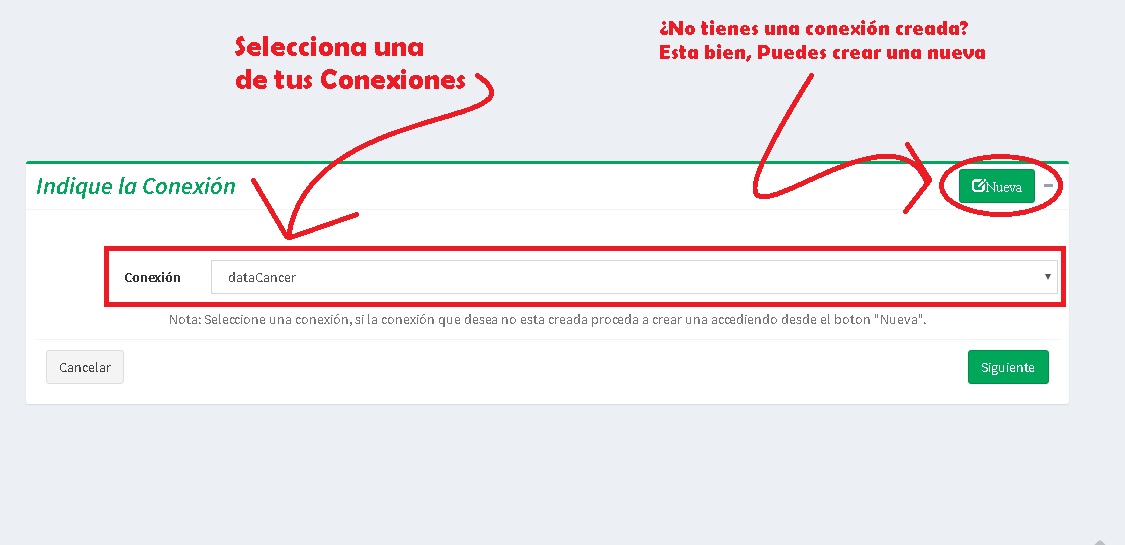 Selecciona una
de tus Conexiones
¿No tienes una conexión creada?
Esta bien, Puedes crear una nueva
Indique la Conexión
Nueva
Conexión
dataCancer
Nota: Seleccione una conexión, si la conexión que desea no esta creada proceda a crear una accediendo desde el boton "Nueva".
Cancelar
Siguiente